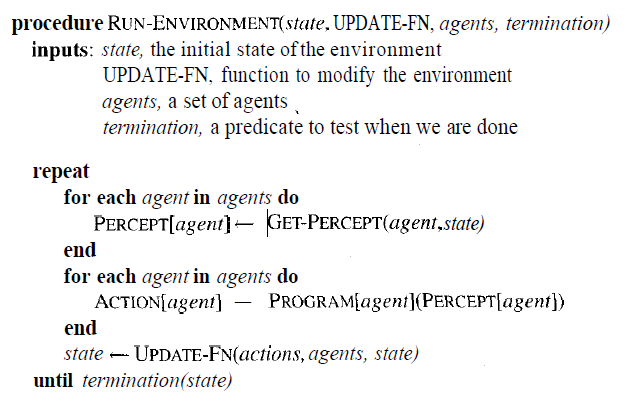 procedure RUN-ENVIRONMENT(state, UPDATE-FN, agents, termination)
inputs: state, the initial state of the environment
UPDATE-FN, function to modify the environment
agents, a set of agents
termination, a predicate to test when we are done
repeat
for each agent in agents do
PERCEPT[agent] ← GET-PERCEPT(agent,state)
end
for each agent in agents do
ACTION[agent] — PROGRAM[agent](PERCEPT[agent])
end
state ← UPDATE-FN(actions, agents, state)
until termination(state)